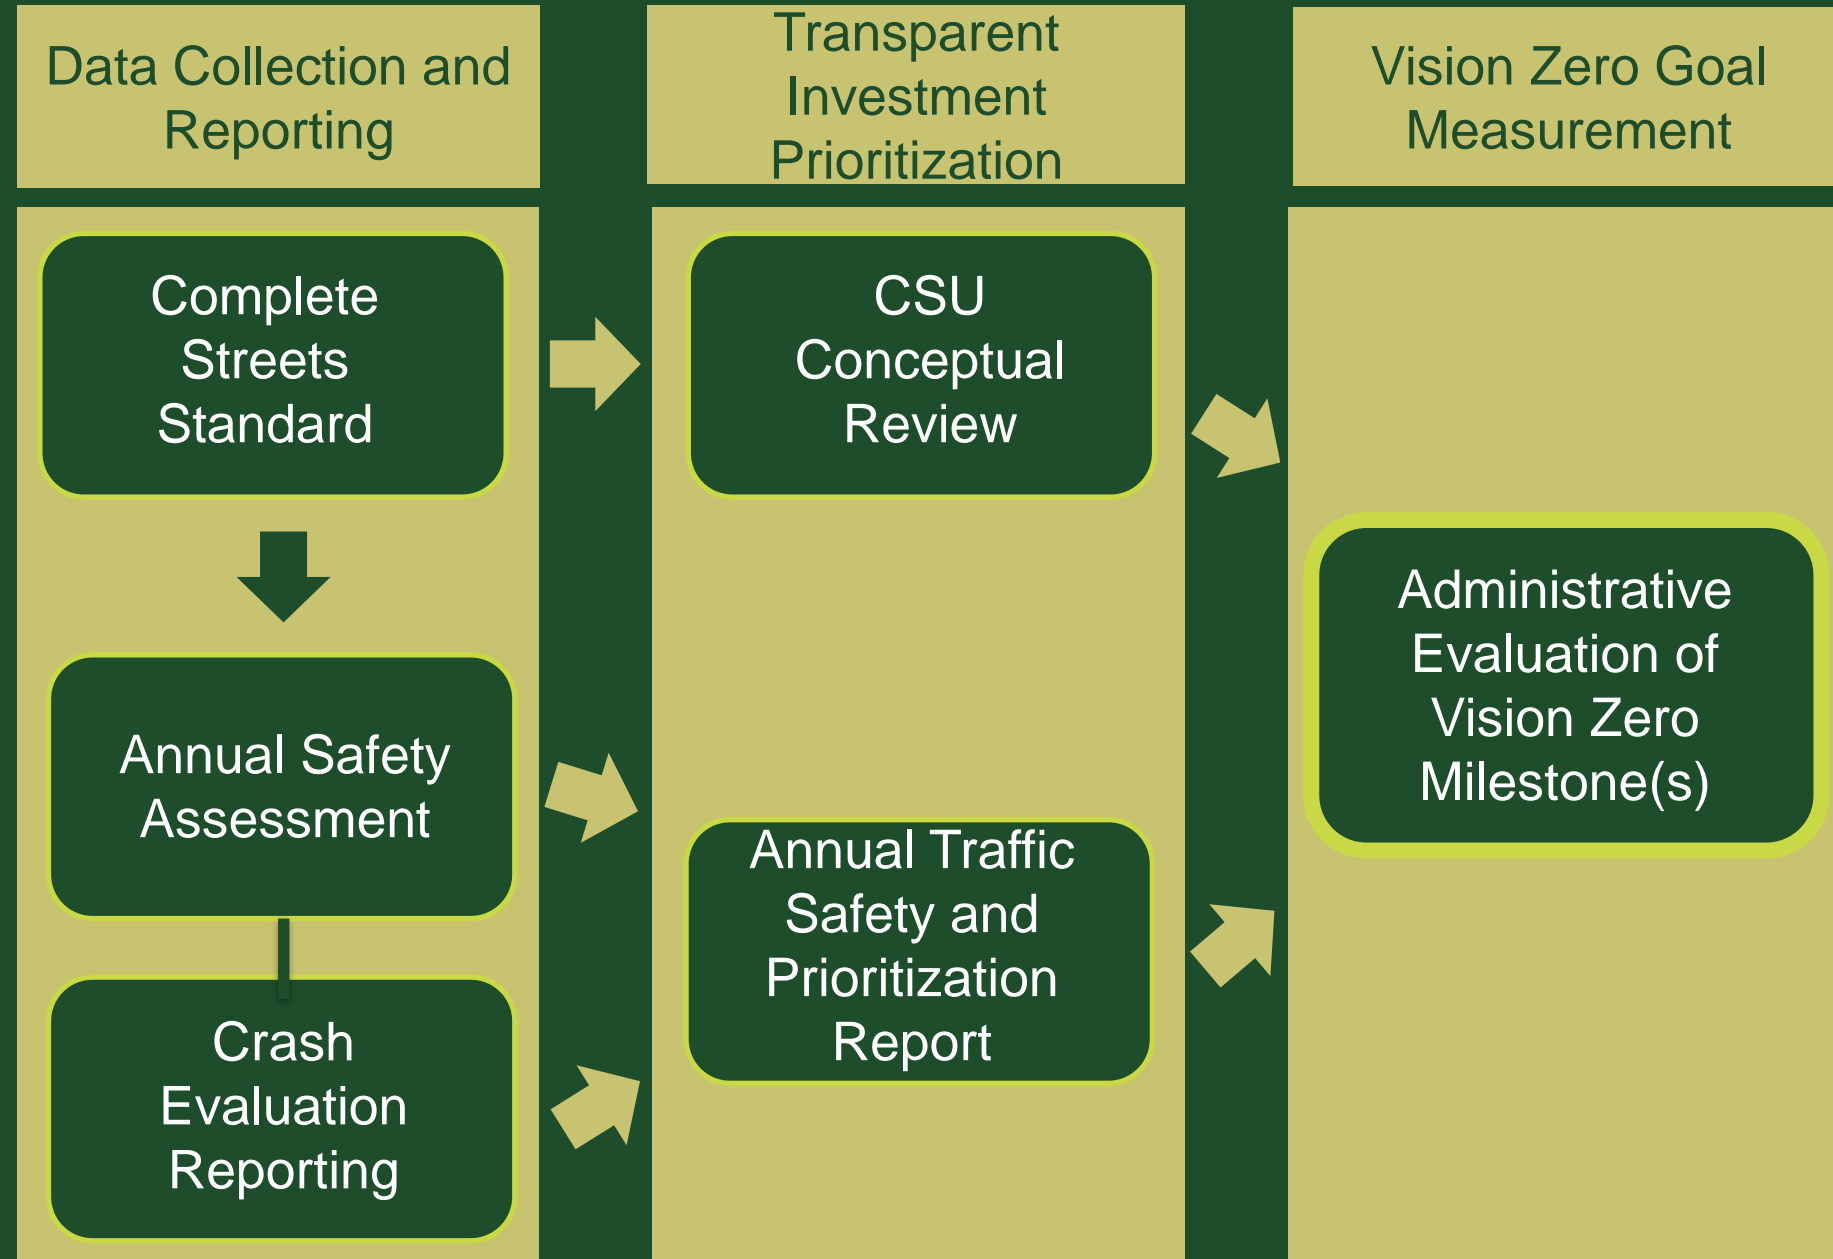 Data Collection and
Reporting
Transparent
Investment
Prioritization
Vision Zero Goal
Measurement
Complete
Streets
Standard
CSU
Conceptual
Review
Annual Safety
Assessment
Annual Traffic
Safety and
Prioritization
Report
Crash
Evaluation
Reporting
Administrative
Evaluation of
Vision Zero
Milestone(s)